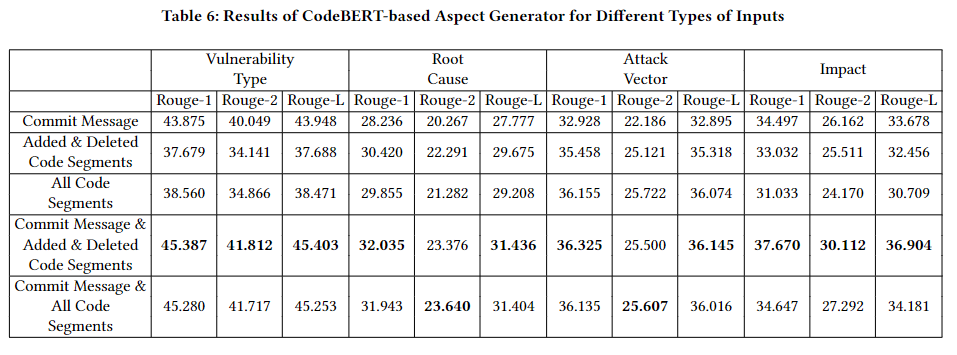 Table 6: Results of CodeBERT-based Aspect Generator for Different Types of Inputs
Vulnerability Type Root Cause Attack Vector Impact
Rouge-1 Rouge-2 Rouge-L Rouge-1 Rouge-2 Rouge-L Rouge-1 Rouge-2 Rouge-L Rouge-1 Rouge-2 Rouge-L
Commit Message 43.875 40.049 43.948 28.236 20.267 27.777 32.928 22.186 32.895 34.497 26.162 33.678
Added & Deleted
Code Segments 37.679 34.141 37.688 30.420 22.291 29.675 35.458 25.121 35.318 33.032 25.511 32.456
All Code
Segments 38.560 34.866 38.471 29.855 21.282 29.208 36.155 25.722 36.074 31.033 24.170 30.709
Commit Message &
Added & Deleted 45.387 41.812 45.403 32.035 23.376 31.436 36.325 25.500 36.145 37.670 30.112 36.904
Code Segments
Commit Message &
All Code 45.280 41.717 45.253 31.943 23.640 31.404 36.135 25.607 36.016 34.647 27.292 34.181
Segments